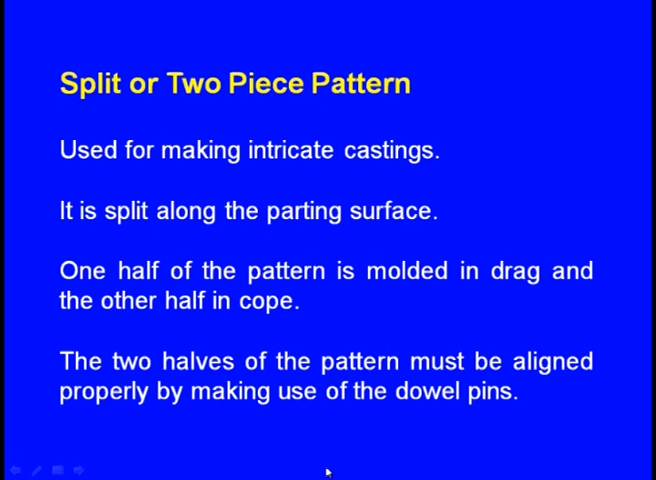 Split or Two Piece Pattern
Used for making intricate castings.
It is split along the parting surface.
One half of the pattern is molded in drag and
the other half in cope.
The two halves of the pattern must be aligned
properly by making use of the dowel pins.